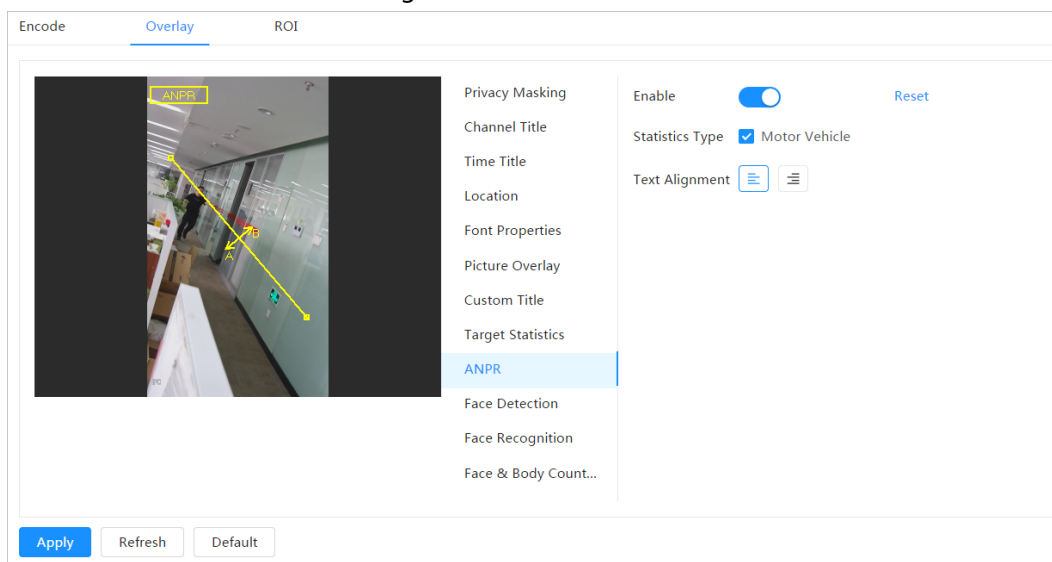 g
Encode Overlay ROI
ANPR
B
A
IPC
Privacy Masking
Channel Title
Time Title
Location
Font Properties
Picture Overlay
Custom Title
Target Statistics
ANPR
Face Detection
Face Recognition
Face & Body Count...
Enable Reset
Statistics Type Motor Vehicle
Text Alignment
Apply Refresh Default